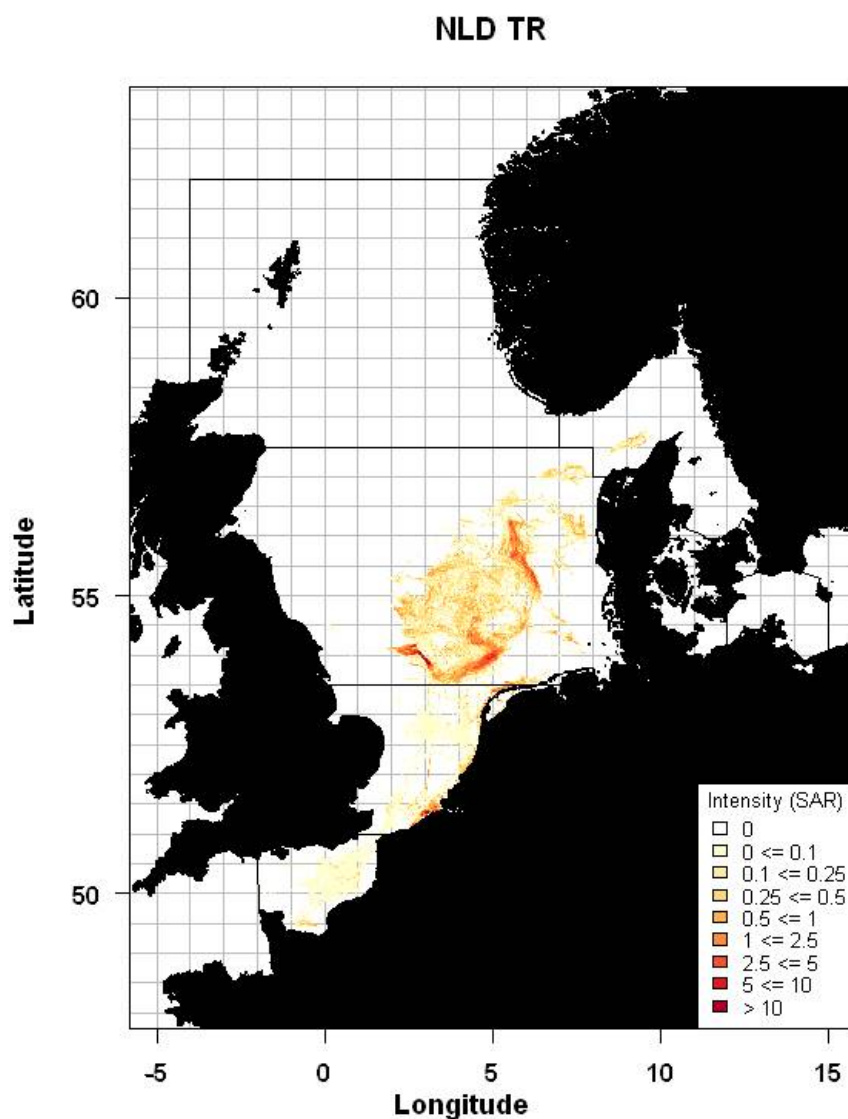 NLD TR
60
55
50
Latitude
-5
0
5
10
15
Longitude
Intensity (SAR)
0
0 <= 0.1
0.1 <= 0.25
0.25 <= 0.5
0.5 <= 1
1 <= 2.5
2.5 <= 5
5 <= 10
> 10